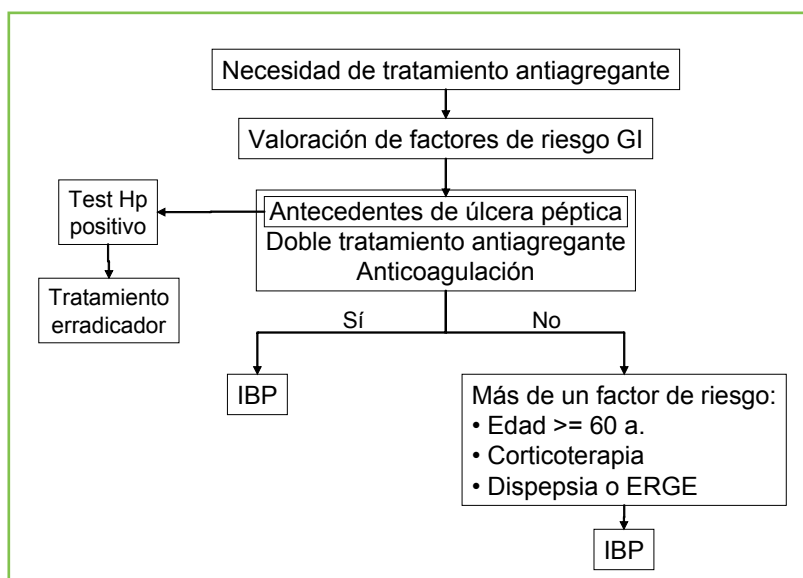 Necesidad de tratamiento antiagregante
Valoración de factores de riesgo GI
Test Hp
positivo
Antecedentes de úlcera péptica
Doble tratamiento antiagregante
Anticoagulación
Tratamiento
erradicador
Sí
No
IBP
Más de un factor de riesgo:
• Edad >= 60 a.
• Corticoterapia
• Dispepsia o ERGE
IBP